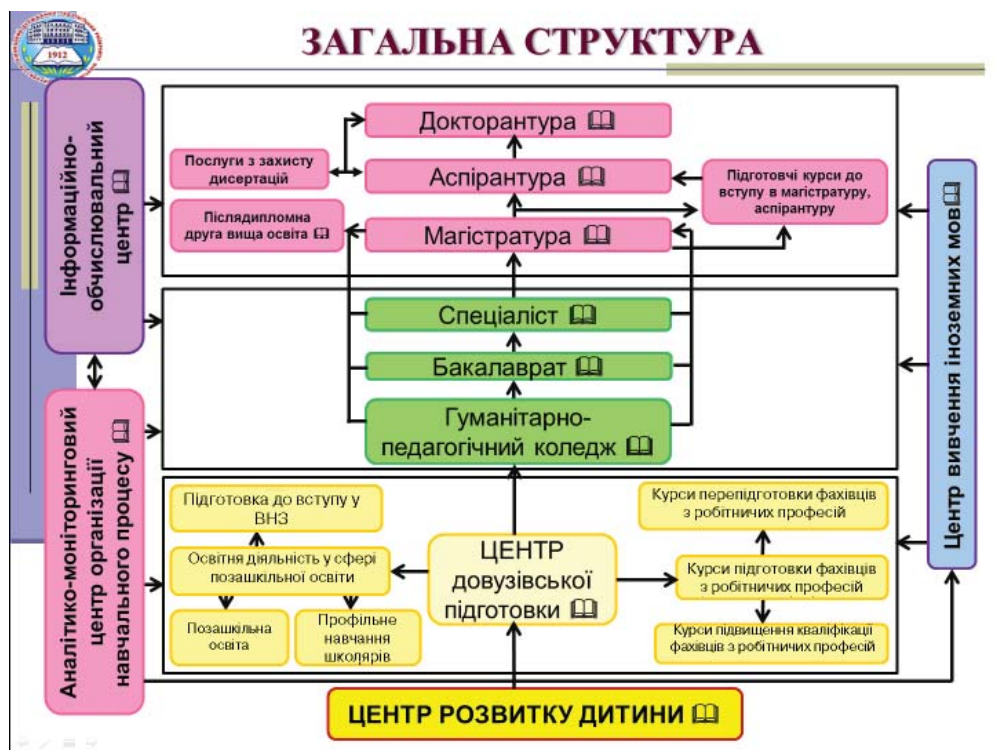 ЗАГАЛЬНА СТРУКТУРА
1912
Інформаційно-
обчислювальний
центр
Аналітико-моніторинговий
центр організації
навчального процесу
Докторантура
Послуги з захисту
дисертацій
Аспірантура
Підготовчі курси до
вступу в магістратуру,
аспірантуру
Післядипломна
друга вища освіта
Магістратура
Спеціаліст
Бакалаврат
Гуманітарно-
педагогічний коледж
Підготовка до вступу у
ВНЗ
Освітня діяльність у сфері
позашкільної освіти
Позашкільна
освіта
Профільне
навчання
школярів
ЦЕНТР
довузівської
підготовки
Курси перепідготовки фахівців
з робітничих професій
Курси підготовки фахівців
з робітничих професій
Курси підвищення кваліфікації
фахівців з робітничих професій
ЦЕНТР РОЗВИТКУ ДИТИНИ
Центр вивчення іноземних мов